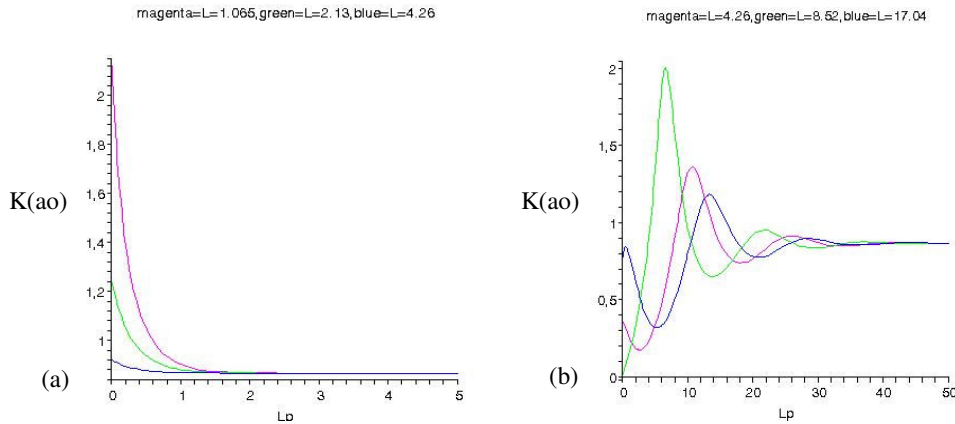 magenta=L=1.065,green=L=2.13,blue=L=4.26
2
1,8
1,6
1,4
1,2
1
K(ao)
(a)
0
1
2
3
4
5
Lp
magenta=L=4.26,green=L=8.52,blue=L=17.04
2
1,5
1
0,5
0
K(ao)
(b)
0
10
20
30
40
50
Lp